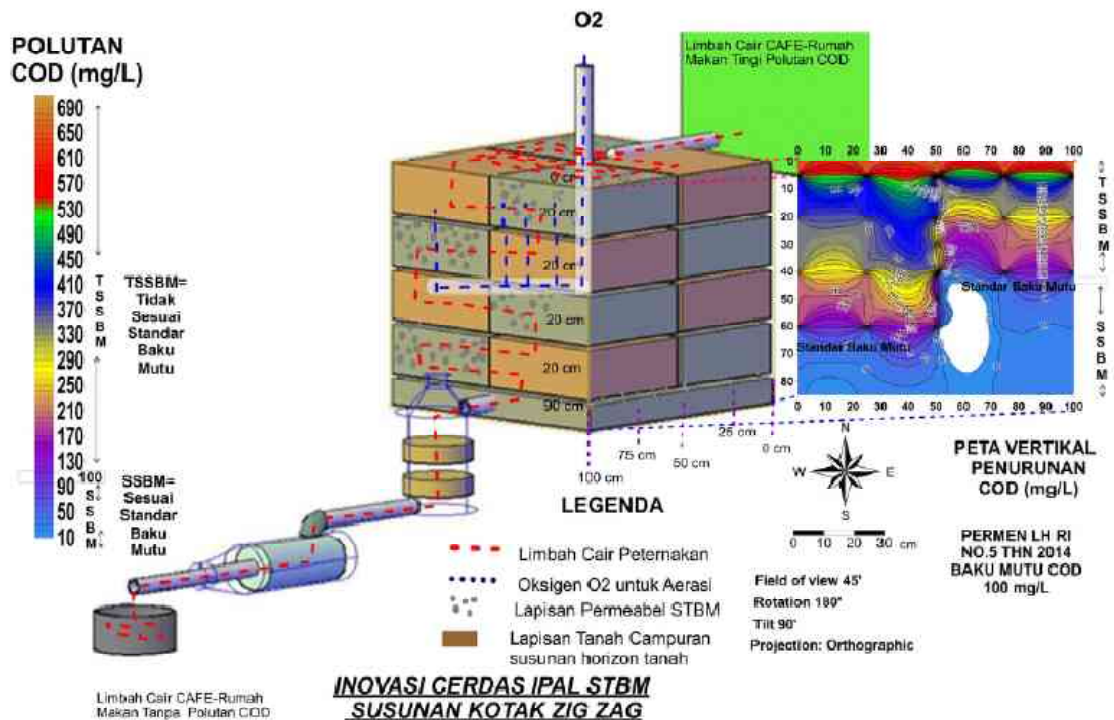 O2
POLUTAN
COD (mg/L)
690
650
610
570
530
490
450
410
370
330
290
250
210
170
130
100
90
50
10
T
S
S
B
M
TSSBM=
Tidak
Sesuai
Standar
Baku
Mutu
S
S
B
M
SSBM=
Sesuai
Standar
Baku
Mutu
Limbah Cair CAFE-Rumah
Makan Tingi Polutan COD
0 cm
20 cm
20 cm
20 cm
20 cm
90 cm
100 cm
75 cm
50 cm
25 cm
0 cm
0 10 20 30 40 50 60 70 80 90 100
0
10
20
30
40
50
60
70
80
0 10 20 30 40 50 60 70 80 90 100
Standar Baku Mutu
Standar Baku Mutu
T
S
S
B
M
S
S
B
M
N
W E
S
0 10 20 30 cm
PETA VERTIKAL
PENURUNAN
COD (mg/L)
PERMEN LH RI
NO.5 THN 2014
BAKU MUTU COD
100 mg/L
Field of view 45'
Rotation 180°
Tilt 90'
Projection: Orthographic
LEGENDA
Limbah Cair Peternakan
Oksigen O2 untuk Aerasi
Lapisan Permeabel STBM
Lapisan Tanah Campuran
susunan horizon tanah
Limbah Cair CAFE-Rumah
Makan Tanpa Polutan COD
INOVASI CERDAS IPAL STBM
SUSUNAN KOTAK ZIG ZAG